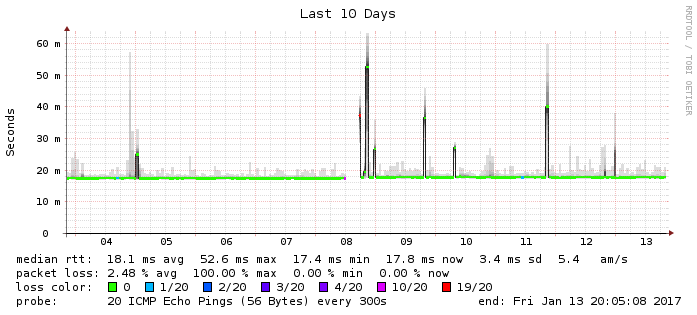 Last 10 Days
RRDTOOL / TOBI OETIKER
Seconds
60 m
50 m
40 m
30 m
20 m
10 m
0
04 05 06 07 08 09 10 11 12 13
median rtt: 18.1 ms avg 52.6 ms max 17.4 ms min 17.8 ms now 3.4 ms sd 5.4 am/s
packet loss: 2.48 % avg 100.00 % max 0.00 % min 0.00 % now
loss color: 0 1/20 2/20 3/20 4/20 10/20 19/20
probe: 20 ICMP Echo Pings (56 Bytes) every 300s end: Fri Jan 13 20:05:08 2017